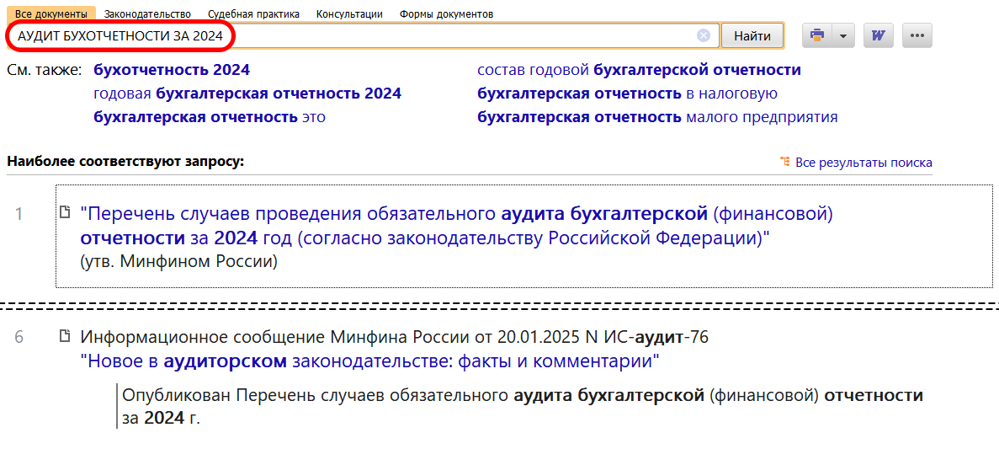 Все документы Законодательство Судебная практика Консультации Формы документов
АУДИТ БУХОТЧЕТНОСТИ ЗА 2024 Найти W
См. также: бухотчетность 2024 состав годовой бухгалтерской отчетности
годовая бухгалтерская отчетность 2024 бухгалтерская отчетность в налоговую
бухгалтерская отчетность это бухгалтерская отчетность малого предприятия
Наиболее соответствуют запросу: Все результаты поиска
1 "Перечень случаев проведения обязательного аудита бухгалтерской (финансовой)
отчетности за 2024 год (согласно законодательству Российской Федерации)"
(утв. Минфином России)
6 Информационное сообщение Минфина России от 20.01.2025 N ИС-аудит-76
"Новое в аудиторском законодательстве: факты и комментарии"
Опубликован Перечень случаев обязательного аудита бухгалтерской (финансовой) отчетности
за 2024 г.